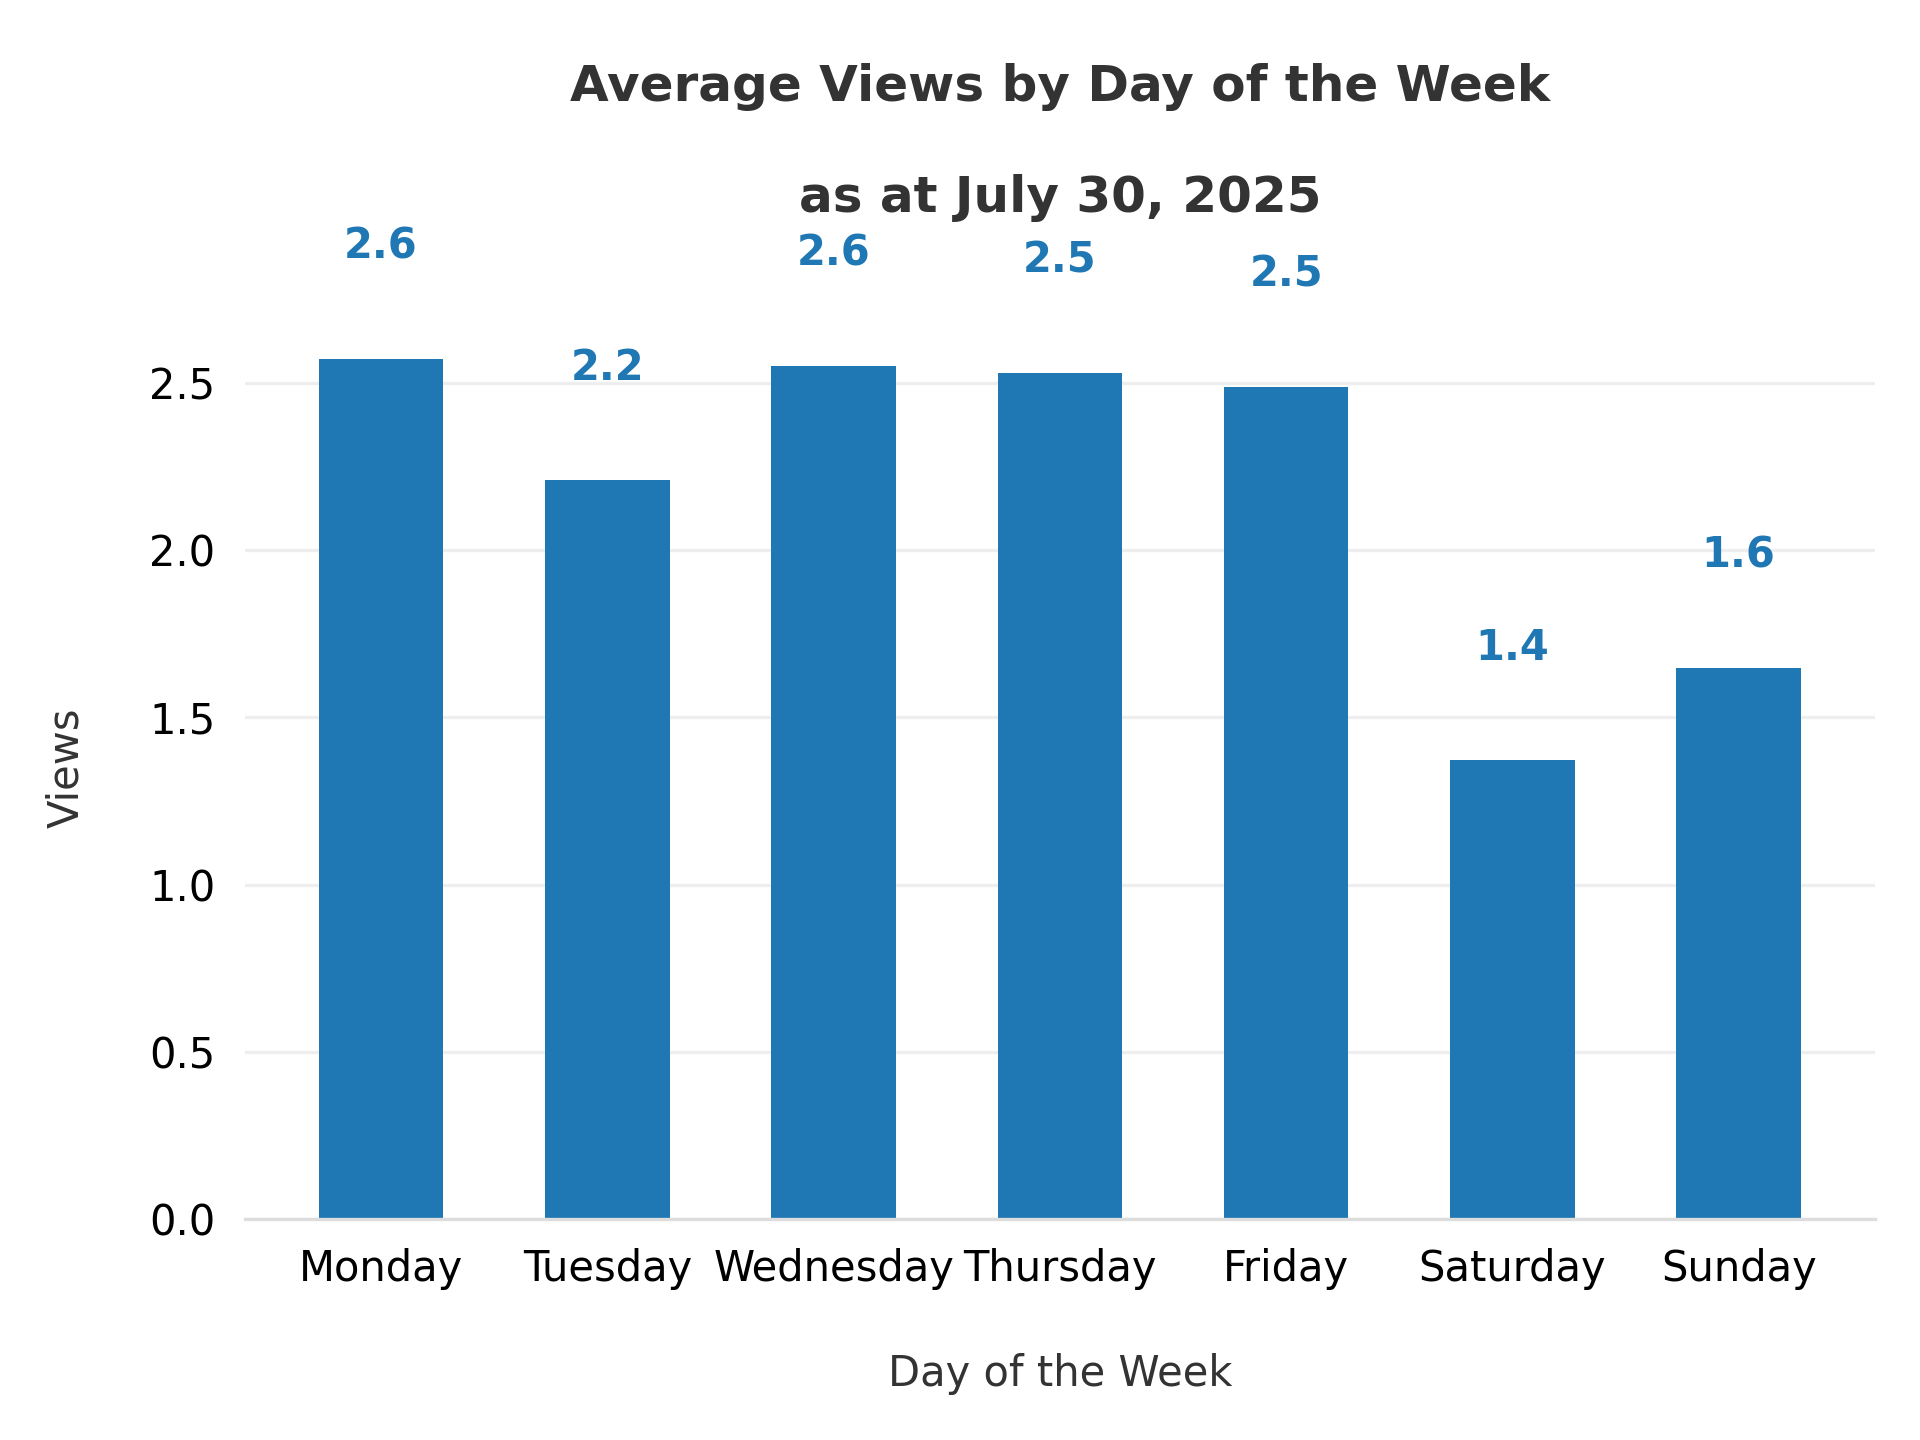 Average Views by Day of the Week
as at July 30, 2025
2.6
2.2
2.6
2.5
2.5
1.4
1.6
2.5
2.0
1.5
1.0
0.5
0.0
Views
Monday Tuesday Wednesday Thursday Friday Saturday Sunday
Day of the Week